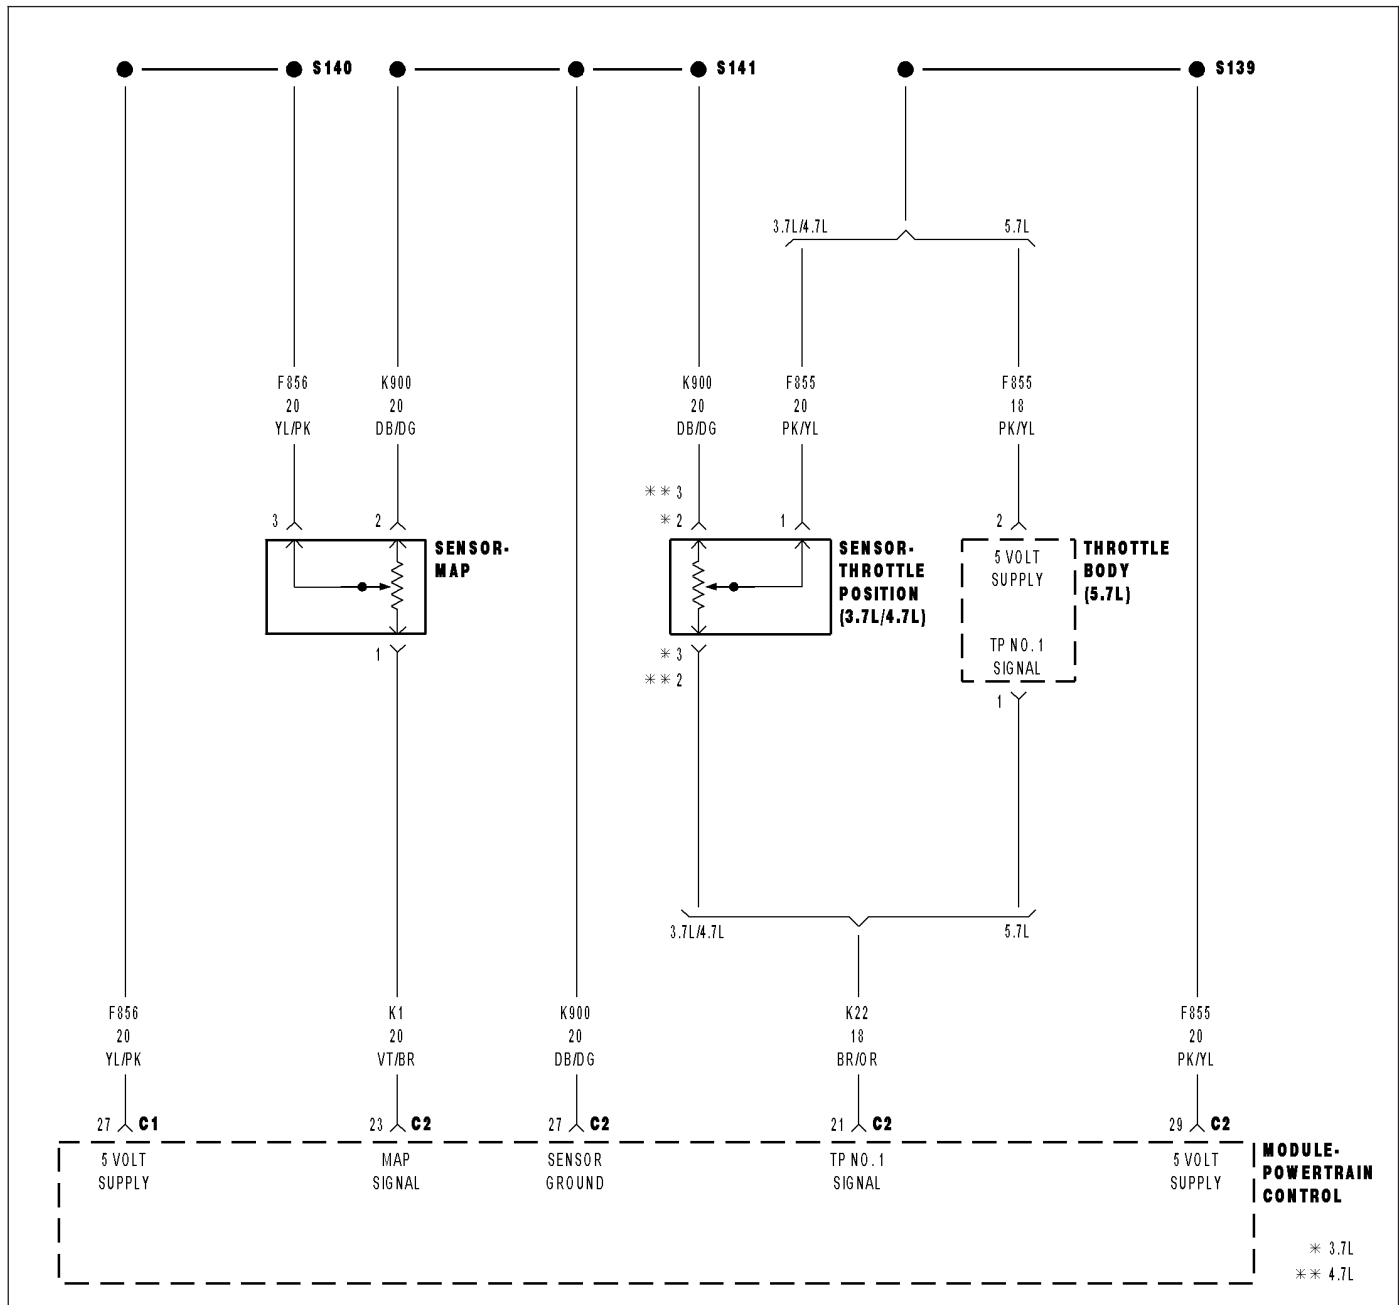 S140
S141
S139
3.7L/4.7L
5.7L
F856
20
YL/PK
K900
20
DB/DG
K900
20
DB/DG
F855
20
PK/YL
F855
18
PK/YL
3
2
** 3
* 2
1
2
SENSOR-
MAP
SENSOR-
THROTTLE
POSITION
(3.7L/4.7L)
5 VOLT
SUPPLY
TP NO. 1
SIGNAL
THROTTLE
BODY
(5.7L)
1
* 3
** 2
1
3.7L/4.7L
5.7L
F856
20
YL/PK
K1
20
VT/BR
K900
20
DB/DG
K22
18
BR/OR
F855
20
PK/YL
27 C1
23 C2
27 C2
21 C2
29 C2
5 VOLT
SUPPLY
MAP
SIGNAL
SENSOR
GROUND
TP NO. 1
SIGNAL
5 VOLT
SUPPLY
MODULE-
POWERTRAIN
CONTROL
* 3.7L
** 4.7L